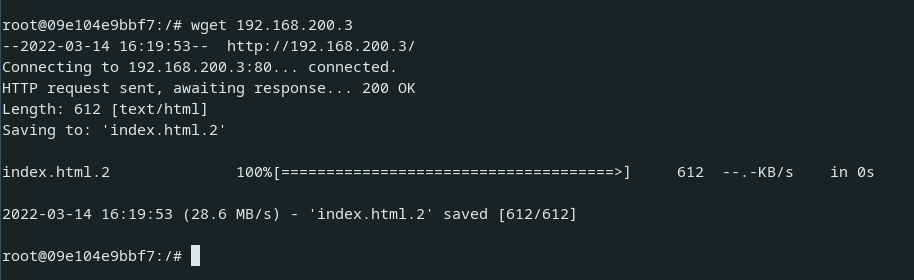 root@09e104e9bbf7:/# wget 192.168.200.3
--2022-03-14 16:19:53--  http://192.168.200.3/
Connecting to 192.168.200.3:80... connected.
HTTP request sent, awaiting response... 200 OK
Length: 612 [text/html]
Saving to: 'index.html.2'
index.html.2              100%[=====================================>]     612  --.-KB/s    in 0s
2022-03-14 16:19:53 (28.6 MB/s) - 'index.html.2' saved [612/612]
root@09e104e9bbf7:/#